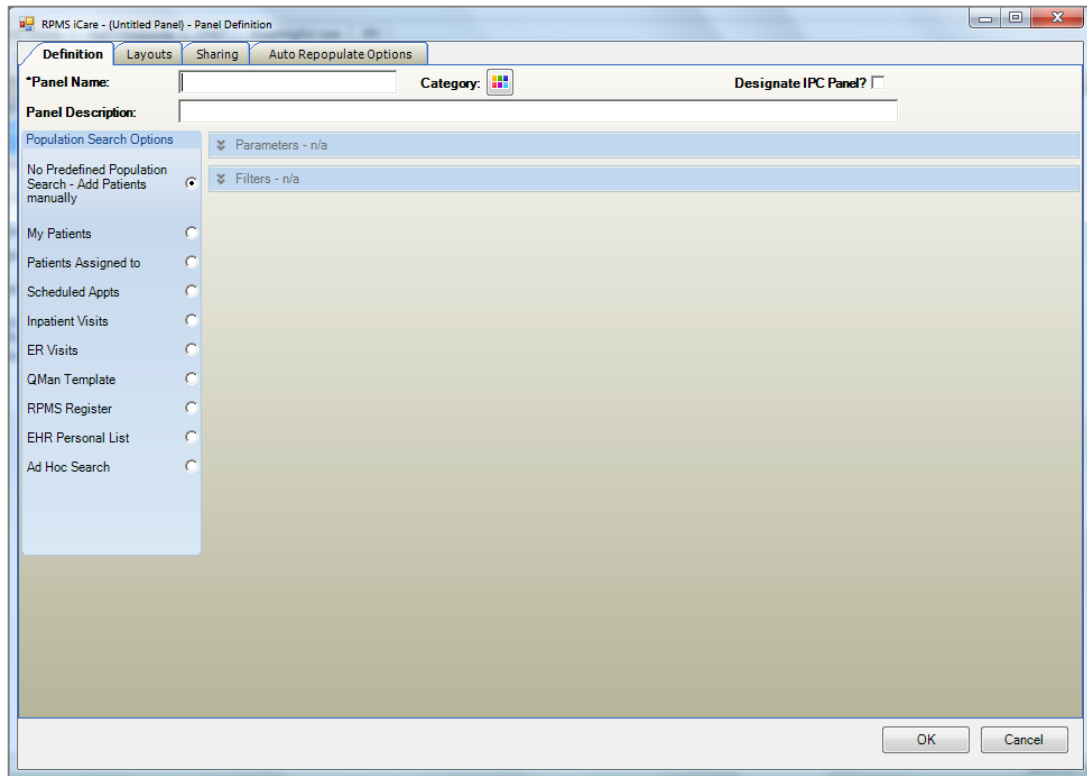 RPMS iCare - {Untitled Panel} - Panel Definition
Definition Layouts Sharing Auto Repopulate Options
*Panel Name: Category: Designate IPC Panel?
Panel Description:
Population Search Options
Parameters - n/a
No Predefined Population
Search - Add Patients
manually
Filters - n/a
My Patients
Patients Assigned to
Scheduled Appts
Inpatient Visits
ER Visits
QMan Template
RPMS Register
EHR Personal List
Ad Hoc Search
OK Cancel